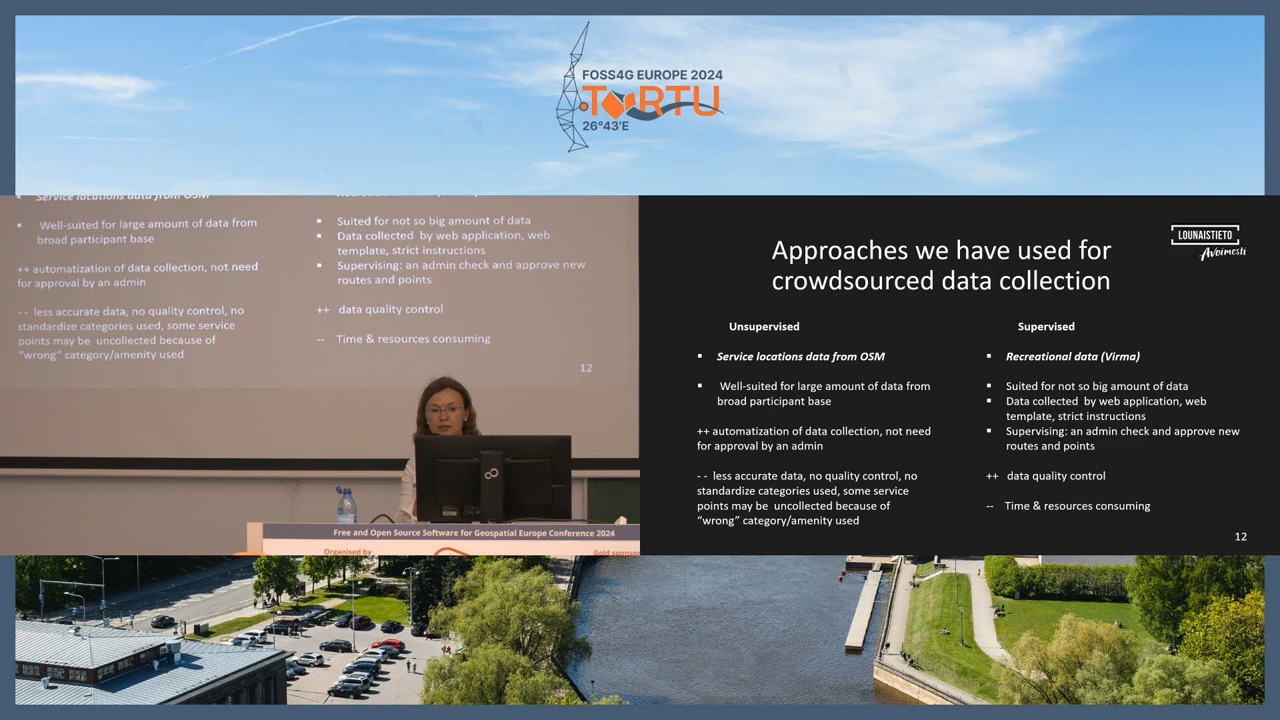 FOSS4G EUROPE 2024
TARTU
26°43'E
Service locations data from OSM
Well-suited for large amount of data from
broad participant base
++ automatization of data collection, not need
for approval by an admin
- - less accurate data, no quality control, no
standardize categories used, some service
points may be uncollected because of
“wrong” category/amenity used
Suited for not so big amount of data
Data collected by web application, web
template, strict instructions
Supervising: an admin check and approve new
routes and points
++ data quality control
-- Time & resources consuming
12
Free and Open Source Software for Geospatial Europe Conference 2024
Organised by
Gold sponso
LOUNAISTIETO
Avoimesti
Approaches we have used for
crowdsourced data collection
Unsupervised
▪ Service locations data from OSM
▪ Well-suited for large amount of data from
broad participant base
++ automatization of data collection, not need
for approval by an admin
- - less accurate data, no quality control, no
standardize categories used, some service
points may be uncollected because of
“wrong” category/amenity used
Supervised
▪ Recreational data (Virma)
▪ Suited for not so big amount of data
▪ Data collected by web application, web
template, strict instructions
▪ Supervising: an admin check and approve new
routes and points
++ data quality control
-- Time & resources consuming
12